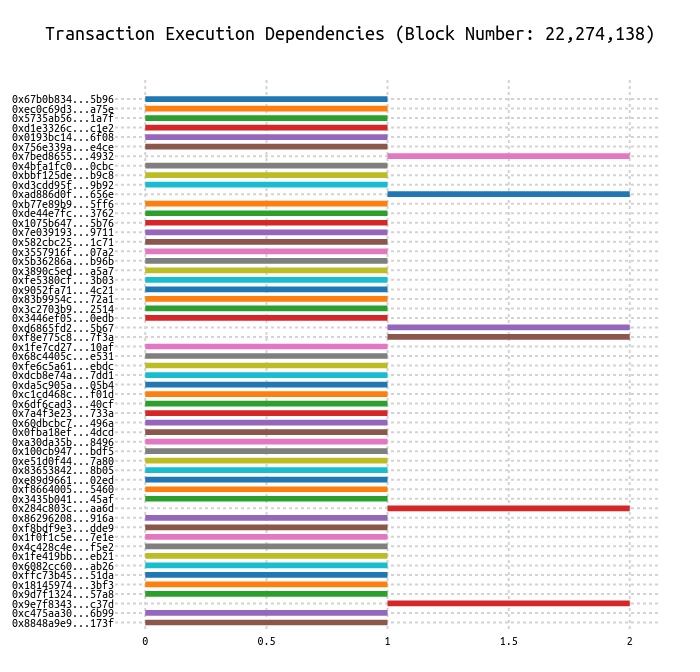 Transaction Execution Dependencies (Block Number: 22,274,138)
0x67b0b834...5b96
0xec0c69d3...a75e
0x5735ab56...1a7f
0xd1e3326c...c1e2
0x0193bc14...6f08
0x756e339a...e4ce
0x7bed8655...4932
0x4bfa1fc0...0cbc
0xbbf125de...b9c8
0xd3cdd95f...9b92
0xad886d0f...656e
0xb77e89b9...5ff6
0xde44e7fc...3762
0x1075b647...5b76
0x7e039193...9711
0x582cbc25...1c71
0x3557916f...07a2
0x5b36286a...b96b
0x3890c5ed...a5a7
0xfe5380cf...3b03
0x9052fa71...4c21
0x83b9954c...72a1
0x3c2703b9...2514
0x3446ef05...0edb
0xd6865fd2...5b67
0xf8e775c8...7f3a
0x1fe7cd27...10af
0x68c4405c...e531
0xfe6c5a61...ebdc
0xdcb8e74a...7dd1
0xda5c905a...05b4
0xc1cd468c...f01d
0x6df6cad3...40cf
0x7a4f3e23...733a
0x60dbcbc7...496a
0x0fba18ef...4dcd
0xa30da35b...8496
0x100cb947...bdf5
0xe51d0f44...7a80
0x83653842...8b05
0xe89d9661...02ed
0xf8664005...5460
0x3435b041...45af
0x284c803c...aa6d
0x86296208...916a
0xf8bdf9e3...dde9
0x1f0f1c5e...7e1e
0x4c428c4e...f5e2
0x1fe419bb...eb21
0x6082cc60...ab26
0xffc73b45...51da
0x18145974...3bf3
0x9d7f1324...57a8
0x9e7f8343...c37d
0xc475aa30...6b99
0x8848a9e9...173f
0 0.5 1 1.5 2